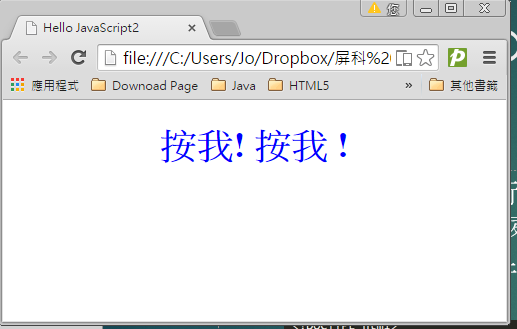 您
Hello JavaScript2
file:///C:/Users/Jo/Dropbox/屏科%2
應用程式 Downoad Page Java HTML5 » 其他書籤
按我! 按我 !